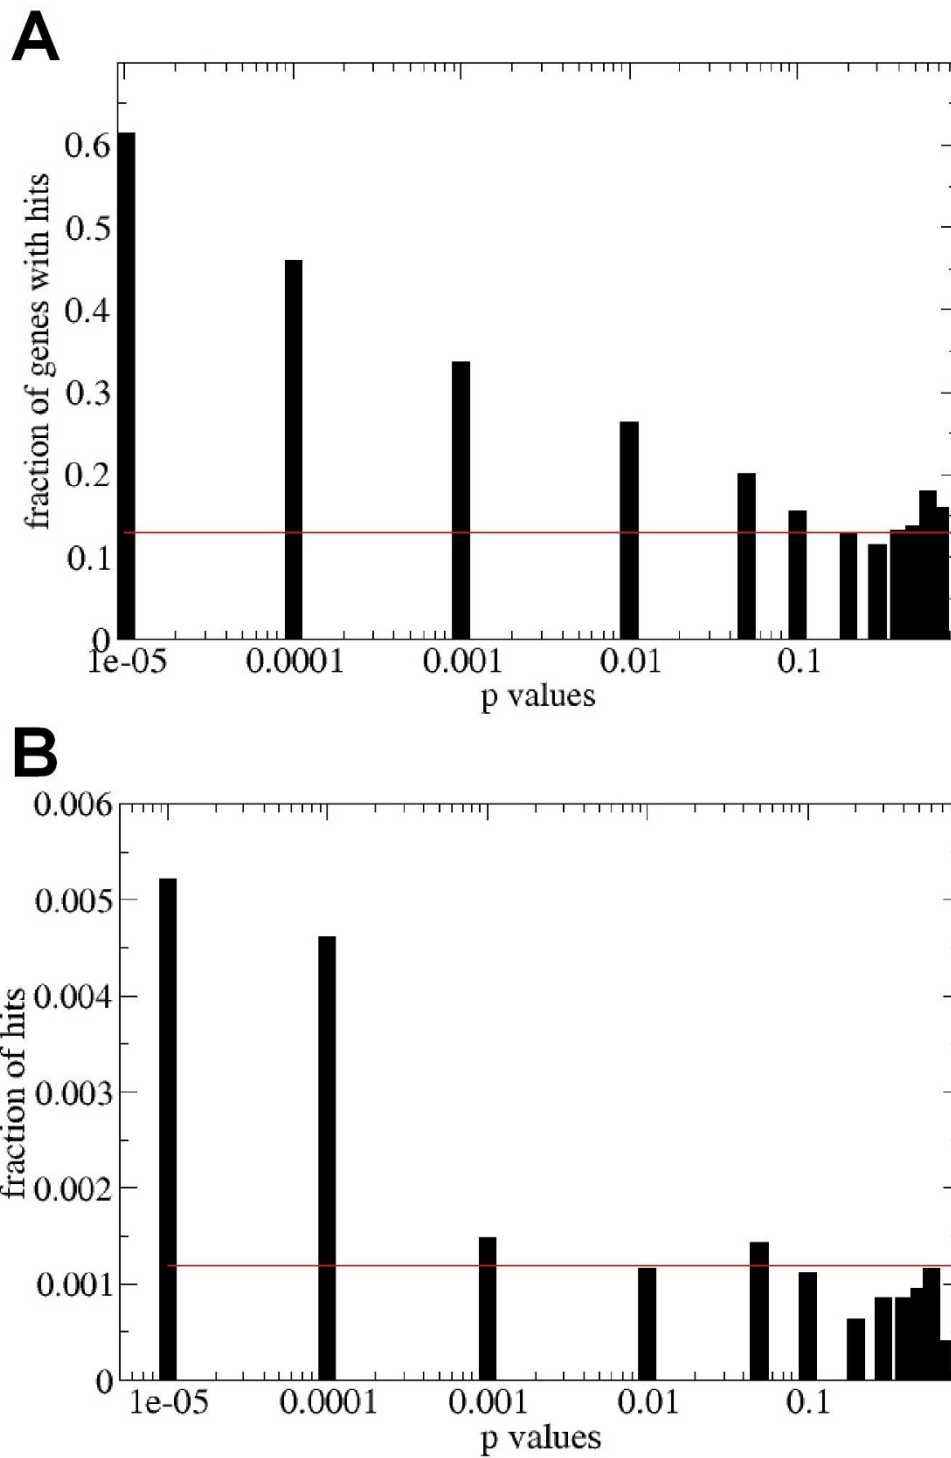 A
fraction of genes with hits
0.6
0.5
0.4
0.3
0.2
0.1
0
1e-05 0.0001 0.001 0.01 0.1
p values
B
fraction of hits
0.006
0.005
0.004
0.003
0.002
0.001
0
1e-05 0.0001 0.001 0.01 0.1
p values